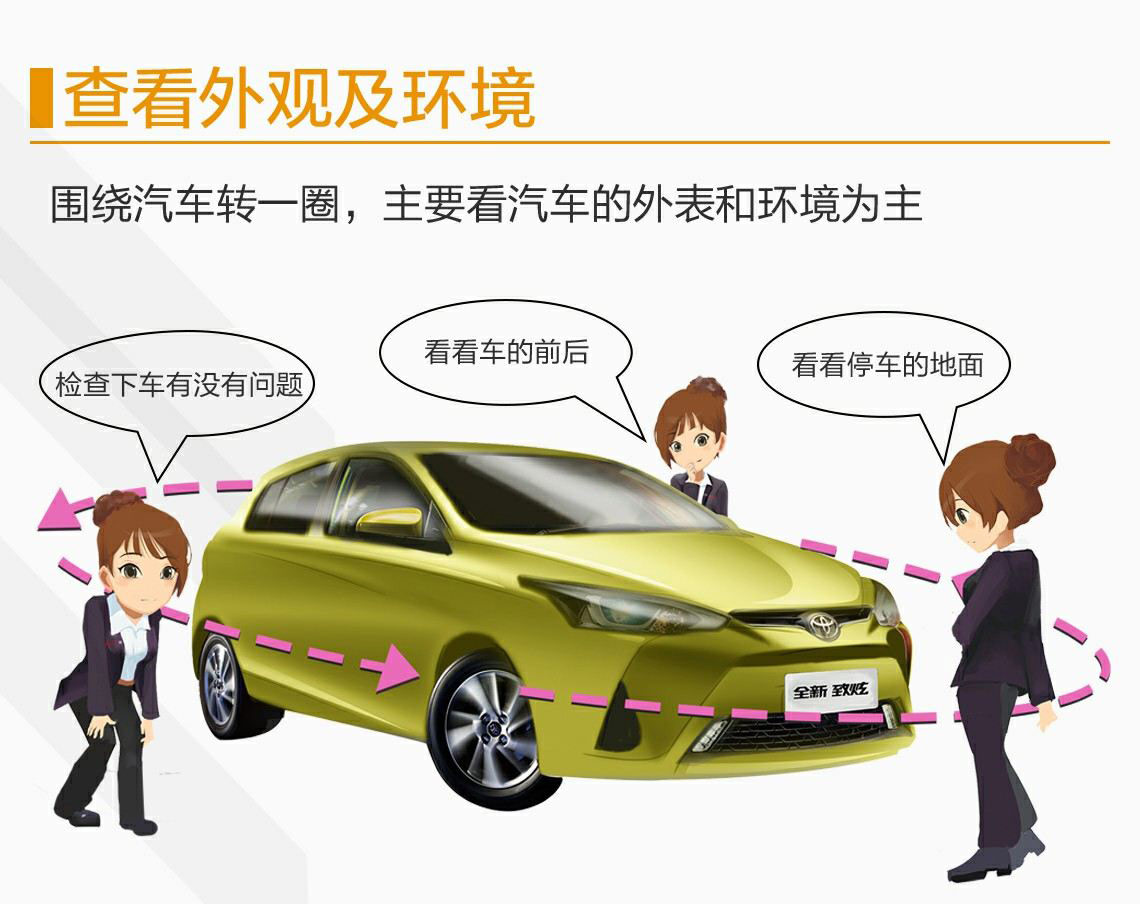 查看外观及环境
围绕汽车转一圈，主要看汽车的外表和环境为主
检查下车有没有问题
看看车的前后
看看停车的地面
全新 致炫